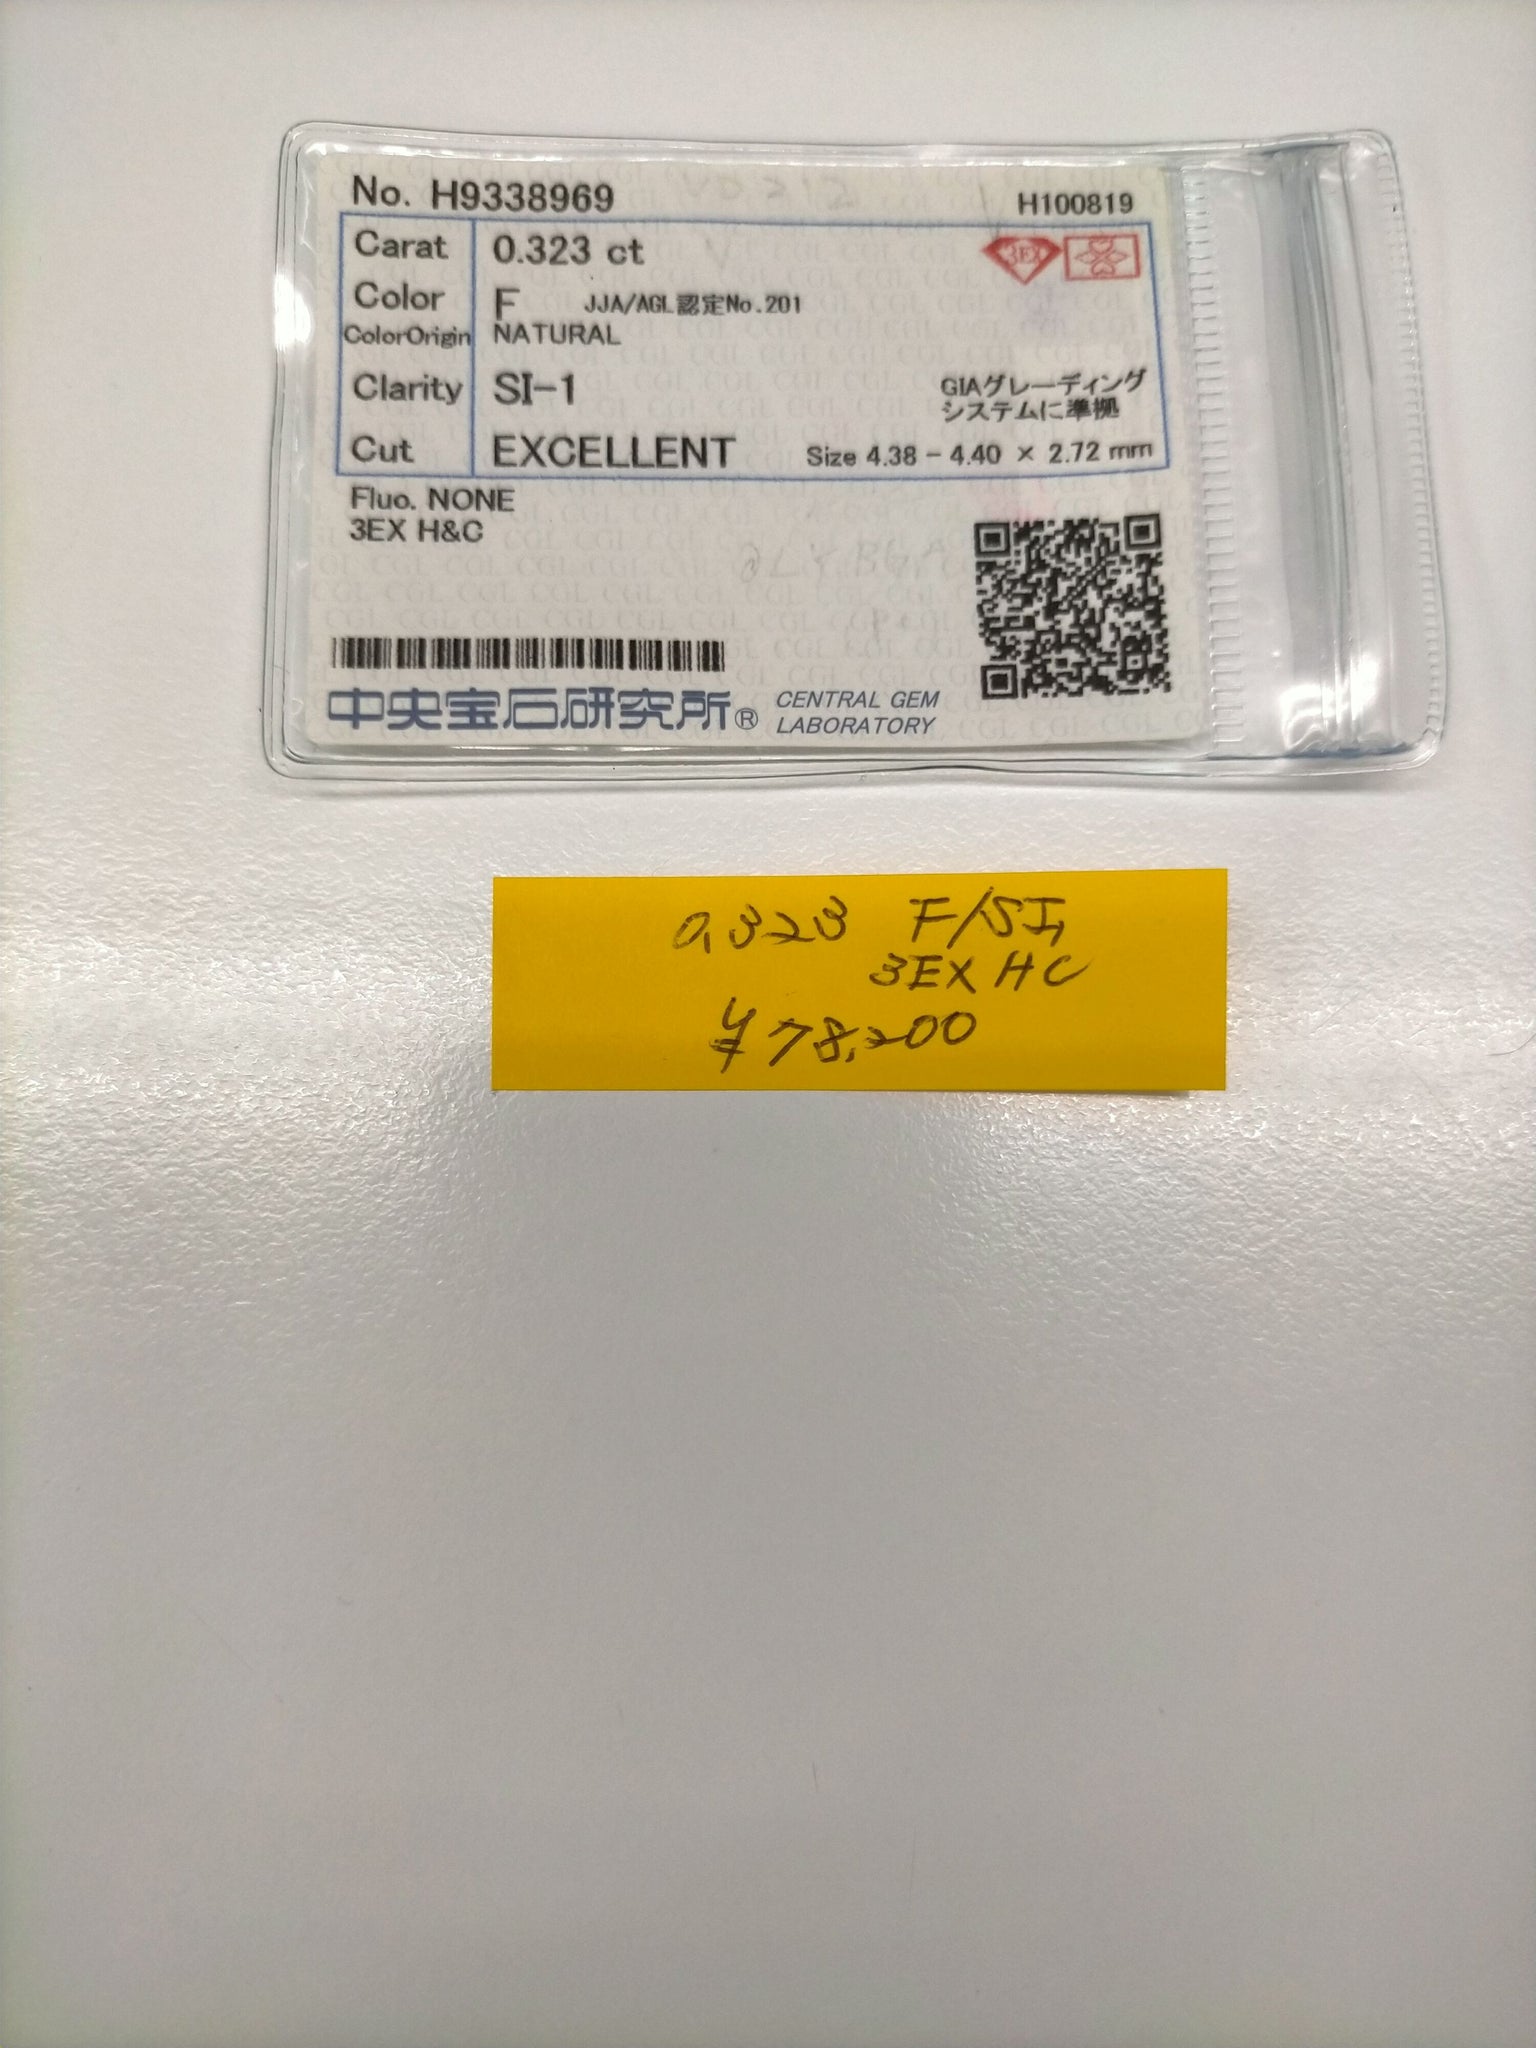 No. H9338969
H100819
Carat 0.323 ct
3EX
Color F JJA/AGL認定No.201
ColorOrigin NATURAL
Clarity SI-1
GIAグレーディング
システムに準拠
Cut EXCELLENT Size 4.38 - 4.40 × 2.72 mm
Fluo. NONE
3EX H&C
中央宝石研究所® CENTRAL GEM
LABORATORY
0.323 F/SI1
3EX HC
¥78,200